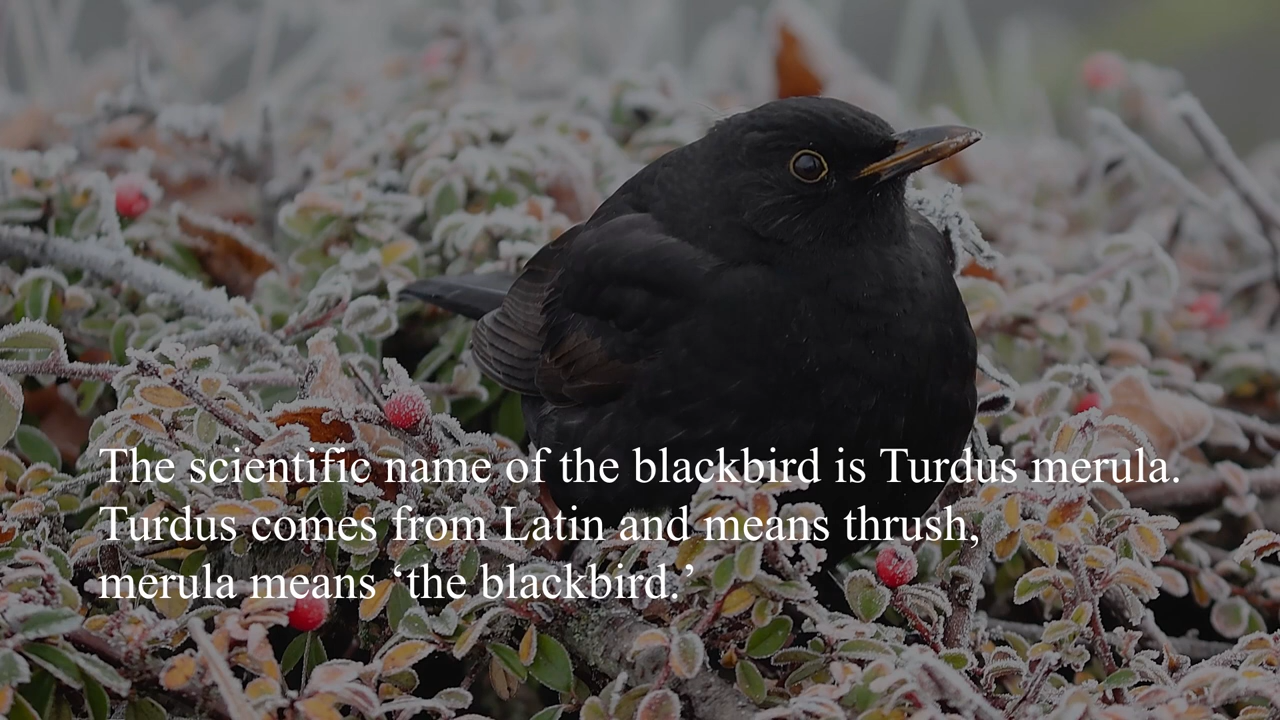 The scientific name of the blackbird is Turdus merula.
Turdus comes from Latin and means thrush,
merula means ‘the blackbird.’